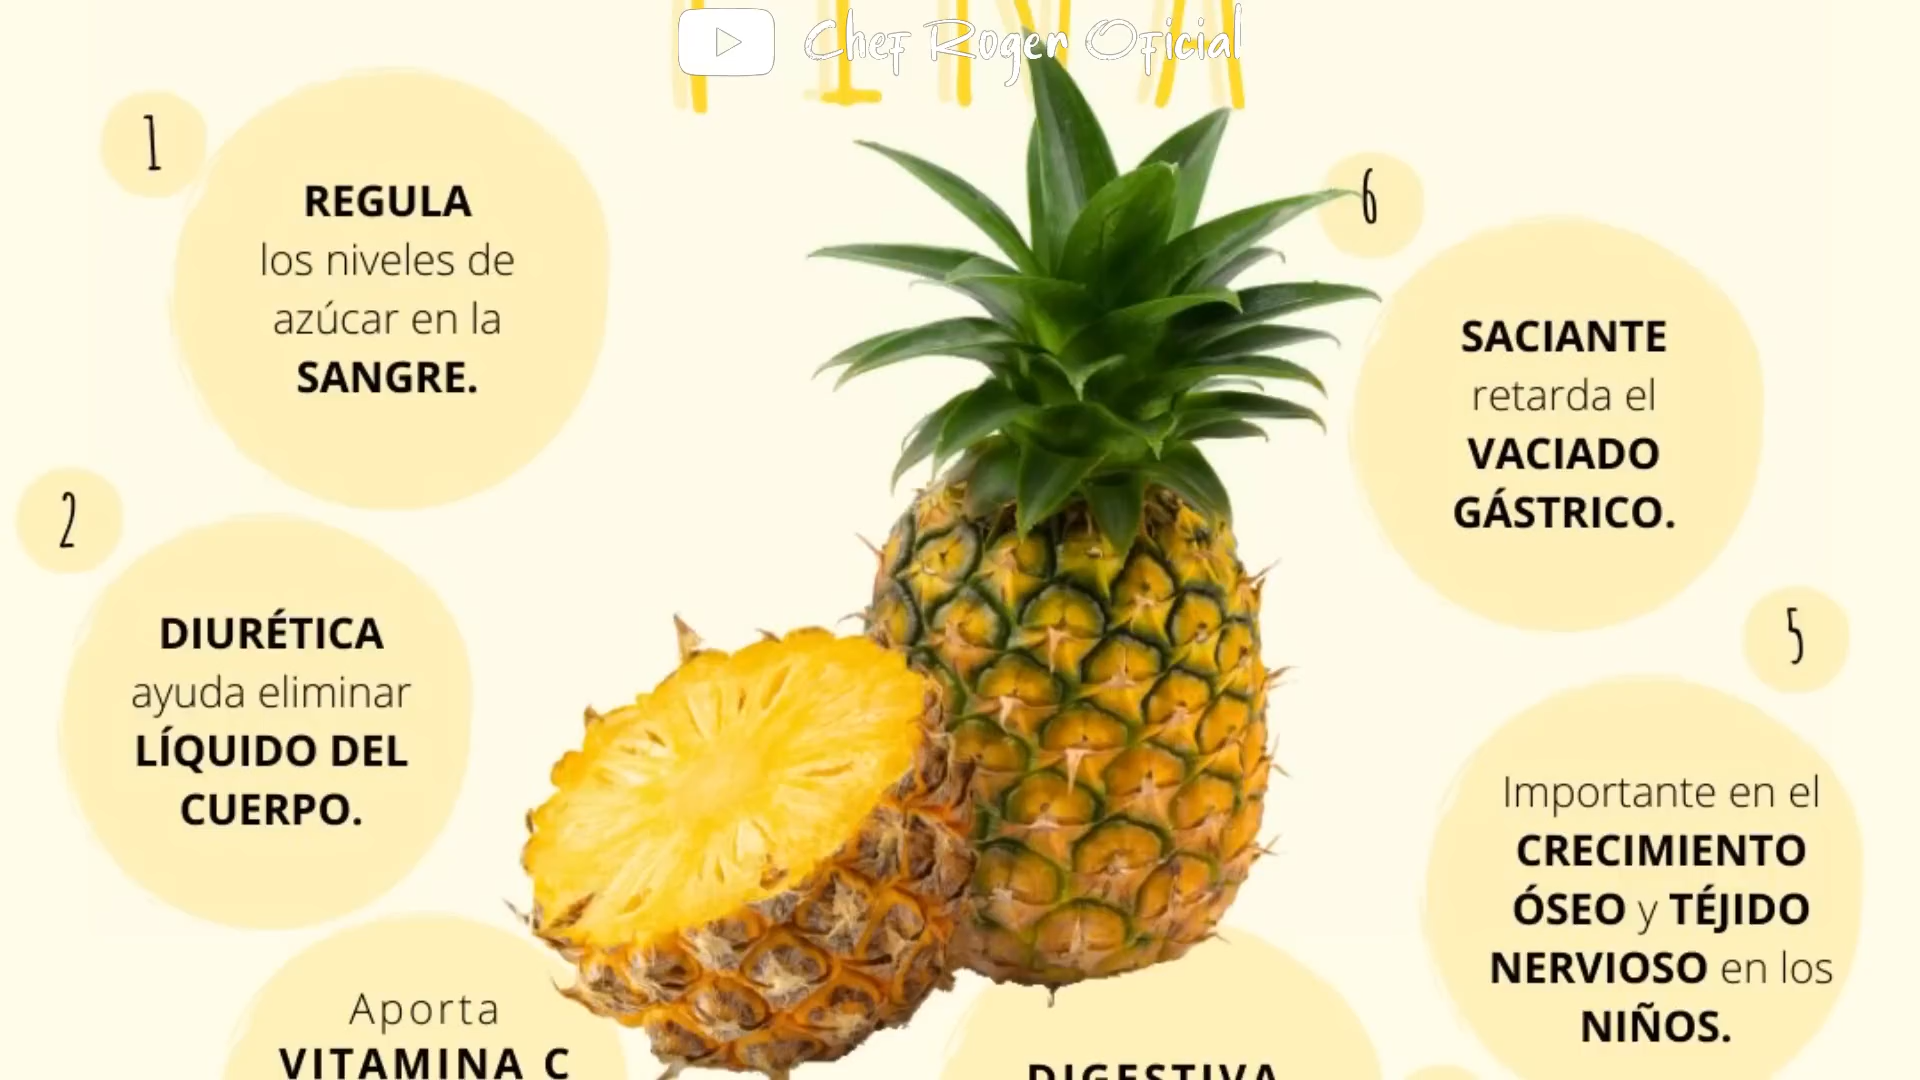 PIÑA
Chef Roger Oficial
1
REGULA
los niveles de
azúcar en la
SANGRE.
2
DIURÉTICA
ayuda eliminar
LÍQUIDO DEL
CUERPO.
Aporta
VITAMINA C
DIGESTIVA
6
SACIANTE
retarda el
VACIADO
GÁSTRICO.
5
Importante en el
CRECIMIENTO
ÓSEO y TÉJIDO
NERVIOSO en los
NIÑOS.